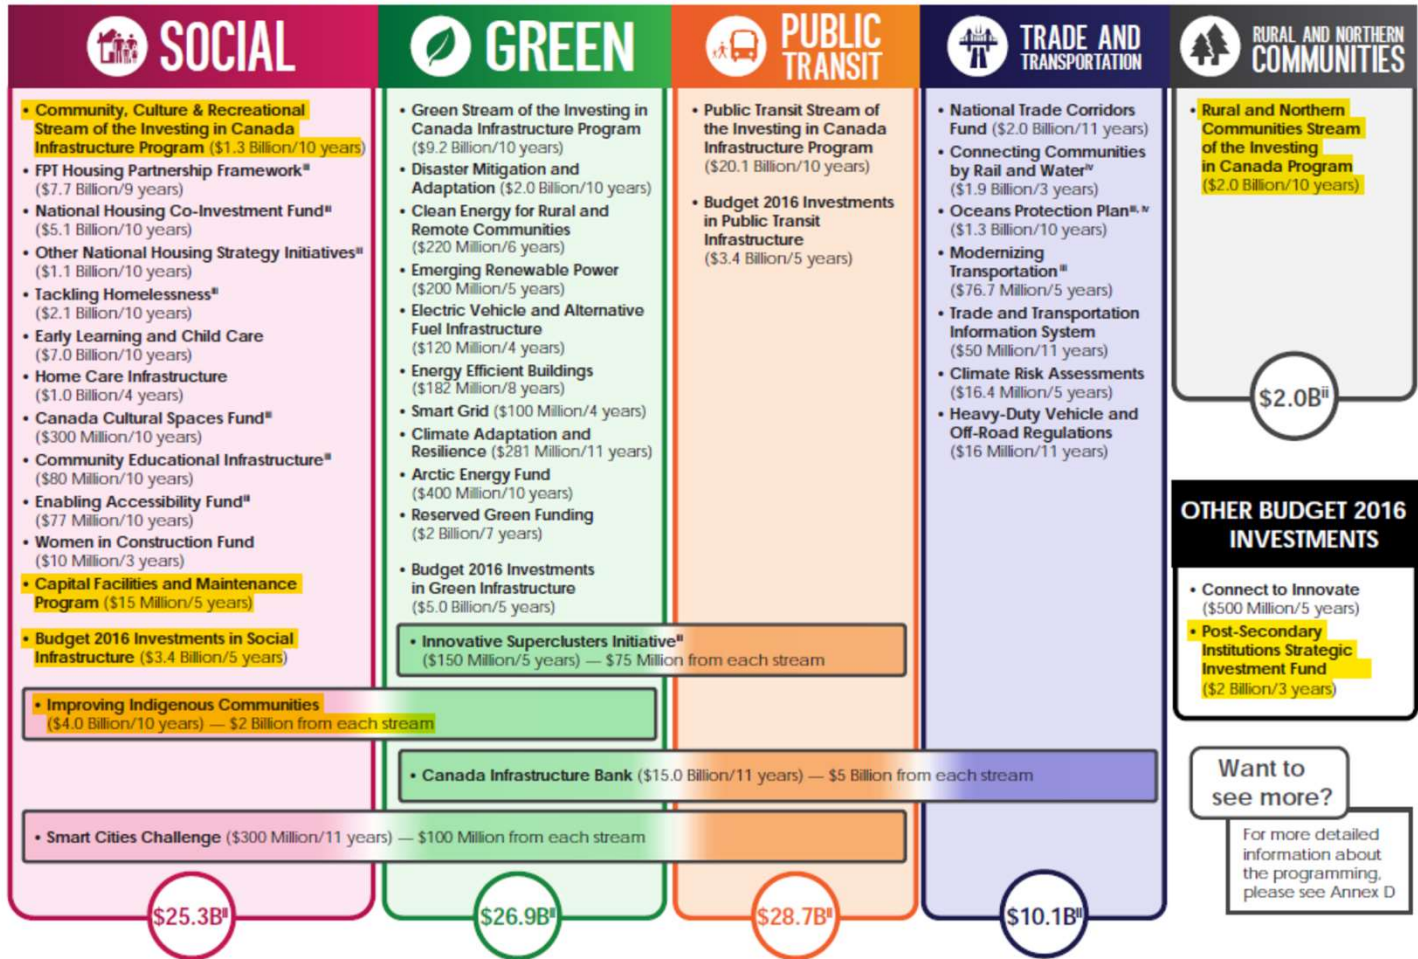 SOCIAL
• Community, Culture & Recreational
Stream of the Investing in Canada
Infrastructure Program ($1.3 Billion/10 years)
• FPT Housing Partnership Framework ⁱⁱⁱ
($7.7 Billion/9 years)
• National Housing Co-Investment Fund ⁱⁱⁱ
($5.1 Billion/10 years)
• Other National Housing Strategy Initiatives ⁱⁱⁱ
($1.1 Billion/10 years)
• Tackling Homelessness ⁱⁱⁱ
($2.1 Billion/10 years)
• Early Learning and Child Care
($7.0 Billion/10 years)
• Home Care Infrastructure
($1.0 Billion/4 years)
• Canada Cultural Spaces Fund ⁱⁱⁱ
($300 Million/10 years)
• Community Educational Infrastructure ⁱⁱⁱ
($80 Million/10 years)
• Enabling Accessibility Fund ⁱⁱⁱ
($77 Million/10 years)
• Women in Construction Fund
($10 Million/3 years)
• Capital Facilities and Maintenance
Program ($15 Million/5 years)
• Budget 2016 Investments in Social
Infrastructure ($3.4 Billion/5 years)
GREEN
• Green Stream of the Investing in
Canada Infrastructure Program
($9.2 Billion/10 years)
• Disaster Mitigation and
Adaptation ($2.0 Billion/10 years)
• Clean Energy for Rural and
Remote Communities
($220 Million/6 years)
• Emerging Renewable Power
($200 Million/5 years)
• Electric Vehicle and Alternative
Fuel Infrastructure
($120 Million/4 years)
• Energy Efficient Buildings
($182 Million/8 years)
• Smart Grid ($100 Million/4 years)
• Climate Adaptation and
Resilience ($281 Million/11 years)
• Arctic Energy Fund
($400 Million/10 years)
• Reserved Green Funding
($2 Billion/7 years)
• Budget 2016 Investments
in Green Infrastructure
($5.0 Billion/5 years)
PUBLIC
TRANSIT
• Public Transit Stream of
the Investing in Canada
Infrastructure Program
($20.1 Billion/10 years)
• Budget 2016 Investments
in Public Transit
Infrastructure
($3.4 Billion/5 years)
TRADE AND
TRANSPORTATION
• National Trade Corridors
Fund ($2.0 Billion/11 years)
• Connecting Communities
by Rail and Water ⁱᵛ
($1.9 Billion/3 years)
• Oceans Protection Plan ⁱⁱⁱ, ⁱᵛ
($1.3 Billion/10 years)
• Modernizing
Transportation ⁱⁱⁱ
($76.7 Million/5 years)
• Trade and Transportation
Information System
($50 Million/11 years)
• Climate Risk Assessments
($16.4 Million/5 years)
• Heavy-Duty Vehicle and
Off-Road Regulations
($16 Million/11 years)
RURAL AND NORTHERN
COMMUNITIES
• Rural and Northern
Communities Stream
of the Investing
in Canada Program
($2.0 Billion/10 years)
$2.0B ⁱⁱ
OTHER BUDGET 2016
INVESTMENTS
• Connect to Innovate
($500 Million/5 years)
• Post-Secondary
Institutions Strategic
Investment Fund
($2 Billion/3 years)
• Innovative Superclusters Initiative ⁱⁱⁱ
($150 Million/5 years) — $75 Million from each stream
• Improving Indigenous Communities
($4.0 Billion/10 years) — $2 Billion from each stream
• Canada Infrastructure Bank ($15.0 Billion/11 years) — $5 Billion from each stream
• Smart Cities Challenge ($300 Million/11 years) — $100 Million from each stream
$25.3B ⁱⁱ
$26.9B ⁱⁱ
$28.7B ⁱⁱ
$10.1B ⁱⁱ
Want to
see more?
For more detailed
information about
the programming,
please see Annex D